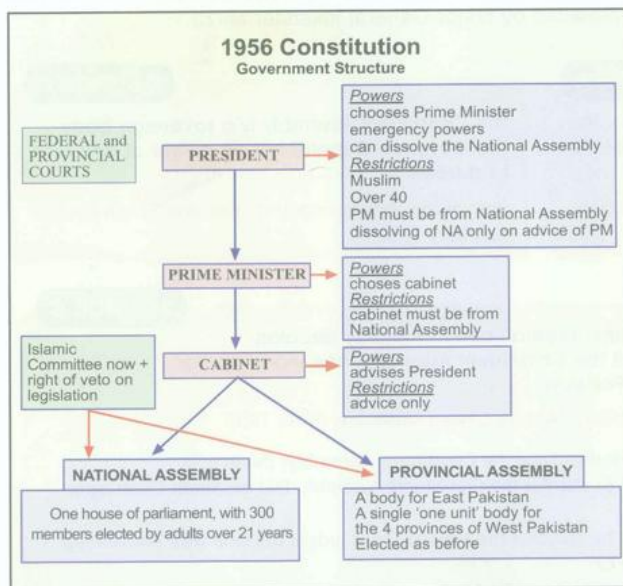 1956 Constitution
Government Structure
FEDERAL and
PROVINCIAL
COURTS
PRESIDENT
Powers
chooses Prime Minister
emergency powers
can dissolve the National Assembly
Restrictions
Muslim
Over 40
PM must be from National Assembly
dissolving of NA only on advice of PM
PRIME MINISTER
Powers
choses cabinet
Restrictions
cabinet must be from
National Assembly
Islamic
Committee now +
right of veto on
legislation
CABINET
Powers
advises President
Restrictions
advice only
NATIONAL ASSEMBLY
One house of parliament, with 300
members elected by adults over 21 years
PROVINCIAL ASSEMBLY
A body for East Pakistan
A single 'one unit' body for
the 4 provinces of West Pakistan
Elected as before